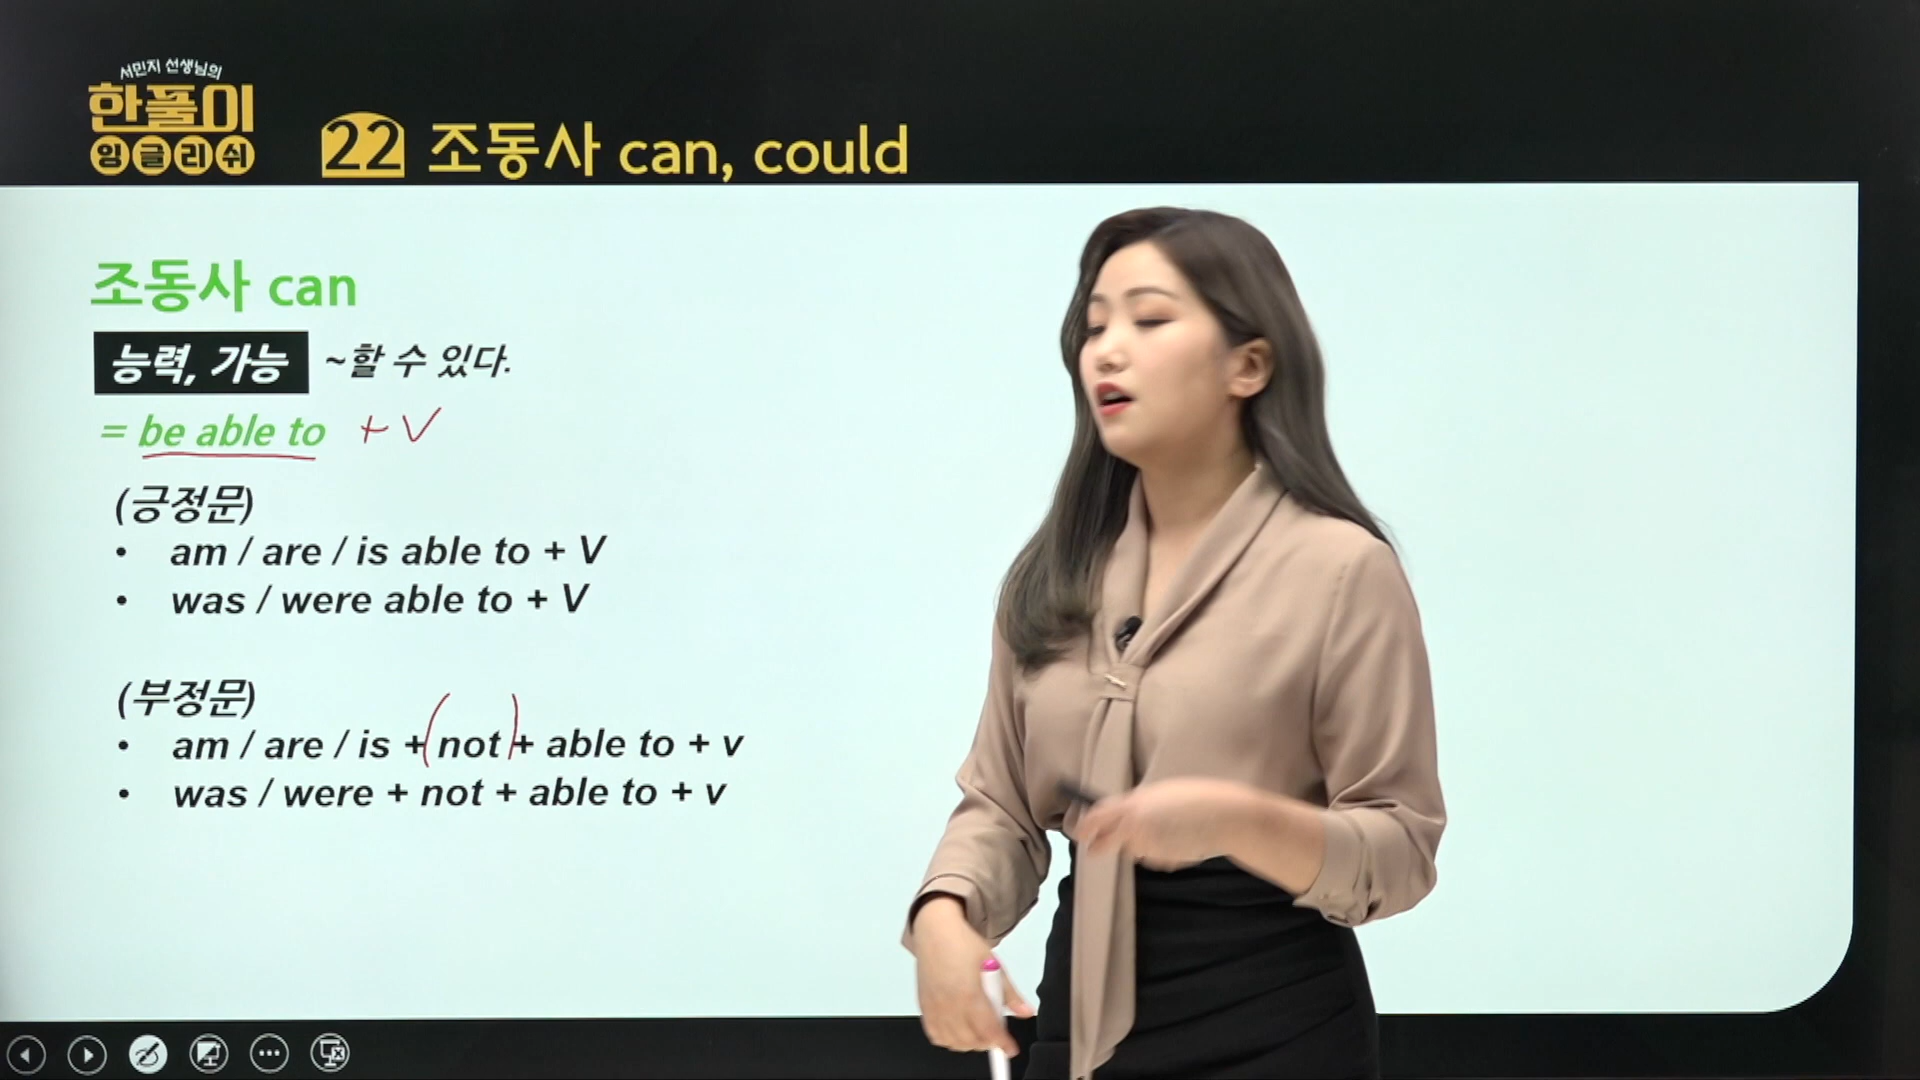 서민지 선생님의
한풀이
잉글리쉬
22 조동사 can, could
조동사 can
능력, 가능 ~할 수 있다.
= be able to + V
(긍정문)
• am / are / is able to + V
• was / were able to + V
(부정문)
• am / are / is + (not) + able to + v
• was / were + not + able to + v